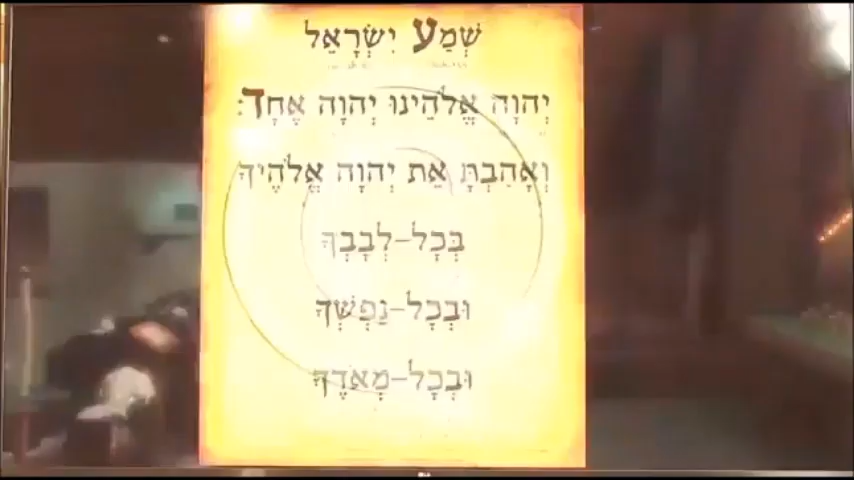 שְׁמַע יִשְׂרָאֵל
יְהוָה אֱלֹהֵינוּ יְהוָה אֶחָד:
וְאָהַבְתָּ אֵת יְהוָה אֱלֹהֶיךָ
בְּכָל-לְבָבְךָ
וּבְכָל-נַפְשְׁךָ
וּבְכָל-מְאֹדֶךָ